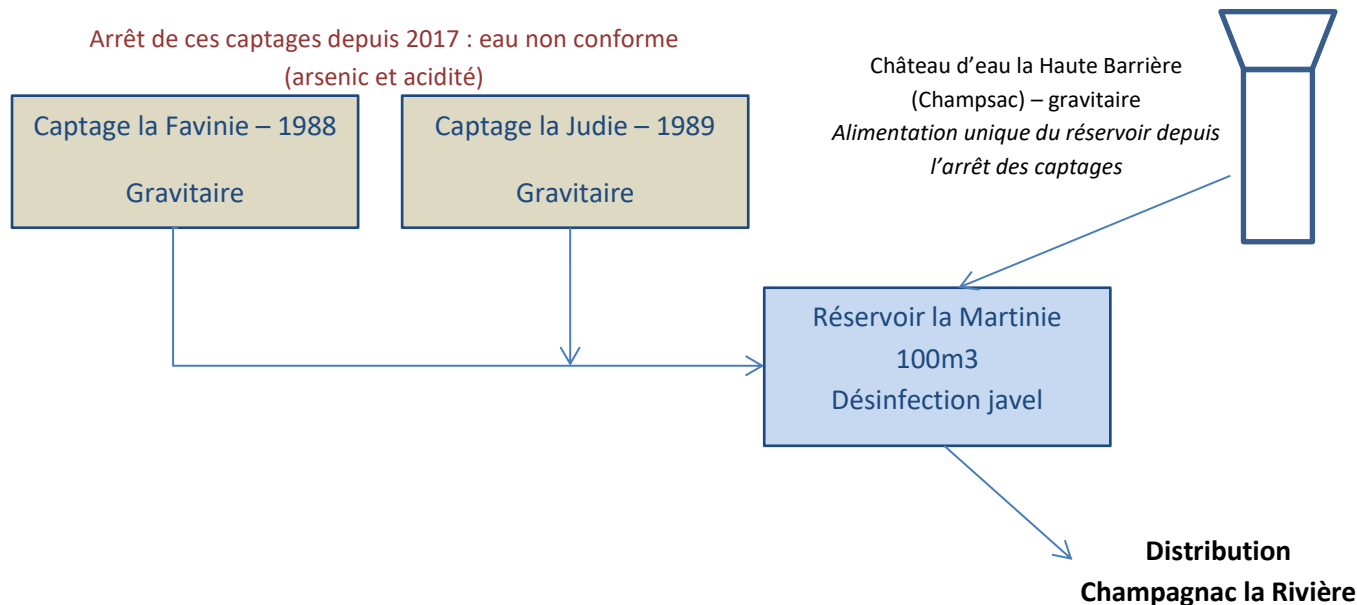 Arrêt de ces captages depuis 2017 : eau non conforme
(arsenic et acidité)
Captage la Favinie – 1988
Gravitaire
Captage la Judie – 1989
Gravitaire
Château d’eau la Haute Barrière
(Champsac) – gravitaire
Alimentation unique du réservoir depuis
l’arrêt des captages
Réservoir la Martinie
100m3
Désinfection javel
Distribution
Champagnac la Rivière